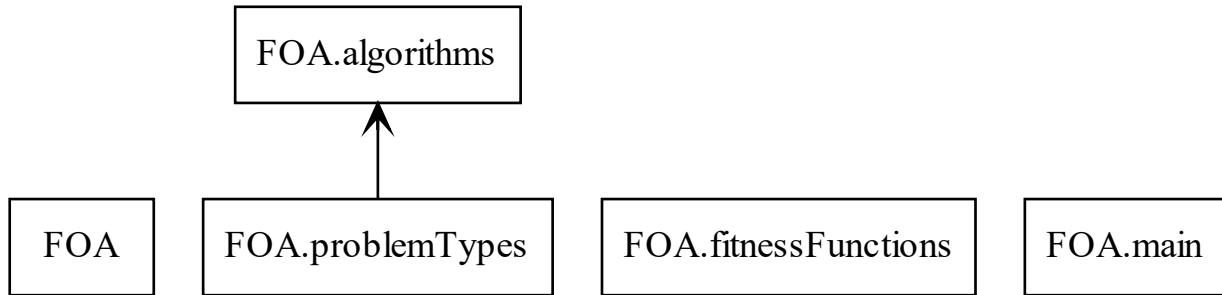 FOA.algorithms
FOA
FOA.problemTypes
FOA.fitnessFunctions
FOA.main